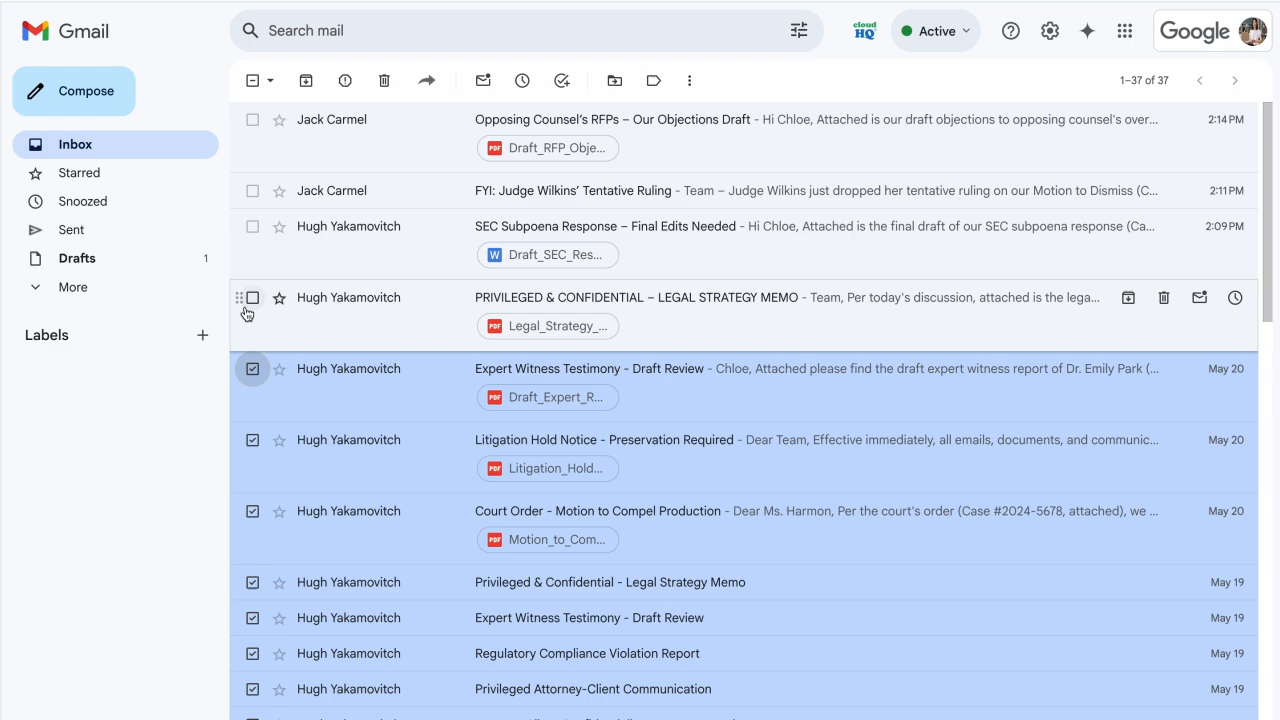 Gmail
Search mail
cloud HQ
Active
Google
Compose
1–37 of 37
Inbox
Starred
Snoozed
Sent
Drafts 1
More
Labels
Jack Carmel Opposing Counsel’s RFPs – Our Objections Draft - Hi Chloe, Attached is our draft objections to opposing counsel's over... 2:14 PM
PDF Draft_RFP_Obje...
Jack Carmel FYI: Judge Wilkins’ Tentative Ruling - Team – Judge Wilkins just dropped her tentative ruling on our Motion to Dismiss (C... 2:11 PM
Hugh Yakamovitch SEC Subpoena Response – Final Edits Needed - Hi Chloe, Attached is the final draft of our SEC subpoena response (Ca... 2:09 PM
W Draft_SEC_Res...
Hugh Yakamovitch PRIVILEGED & CONFIDENTIAL – LEGAL STRATEGY MEMO - Team, Per today's discussion, attached is the lega...
PDF Legal_Strategy_...
Hugh Yakamovitch Expert Witness Testimony - Draft Review - Chloe, Attached please find the draft expert witness report of Dr. Emily Park (... May 20
PDF Draft_Expert_R...
Hugh Yakamovitch Litigation Hold Notice - Preservation Required - Dear Team, Effective immediately, all emails, documents, and communic... May 20
PDF Litigation_Hold...
Hugh Yakamovitch Court Order - Motion to Compel Production - Dear Ms. Harmon, Per the court's order (Case #2024-5678, attached), we ... May 20
PDF Motion_to_Com...
Hugh Yakamovitch Privileged & Confidential - Legal Strategy Memo May 19
Hugh Yakamovitch Expert Witness Testimony - Draft Review May 19
Hugh Yakamovitch Regulatory Compliance Violation Report May 19
Hugh Yakamovitch Privileged Attorney-Client Communication May 19